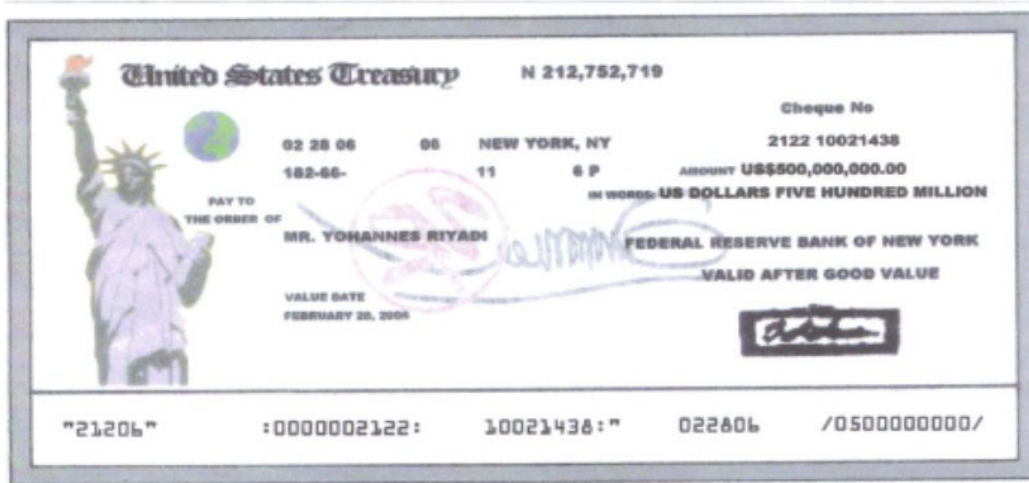 United States Treasury N 212,752,719
Cheque No
02 28 06 06 NEW YORK, NY 2122 10021438
182-66- 11 6 P AMOUNT US$500,000,000.00
PAY TO THE ORDER OF
IN WORDS: US DOLLARS FIVE HUNDRED MILLION
MR. YOHANNES RIYADI FEDERAL RESERVE BANK OF NEW YORK
VALID AFTER GOOD VALUE
VALUE DATE
FEBRUARY 28, 2006
"21206" :0000002122: 10021438:" 022806 /0500000000/